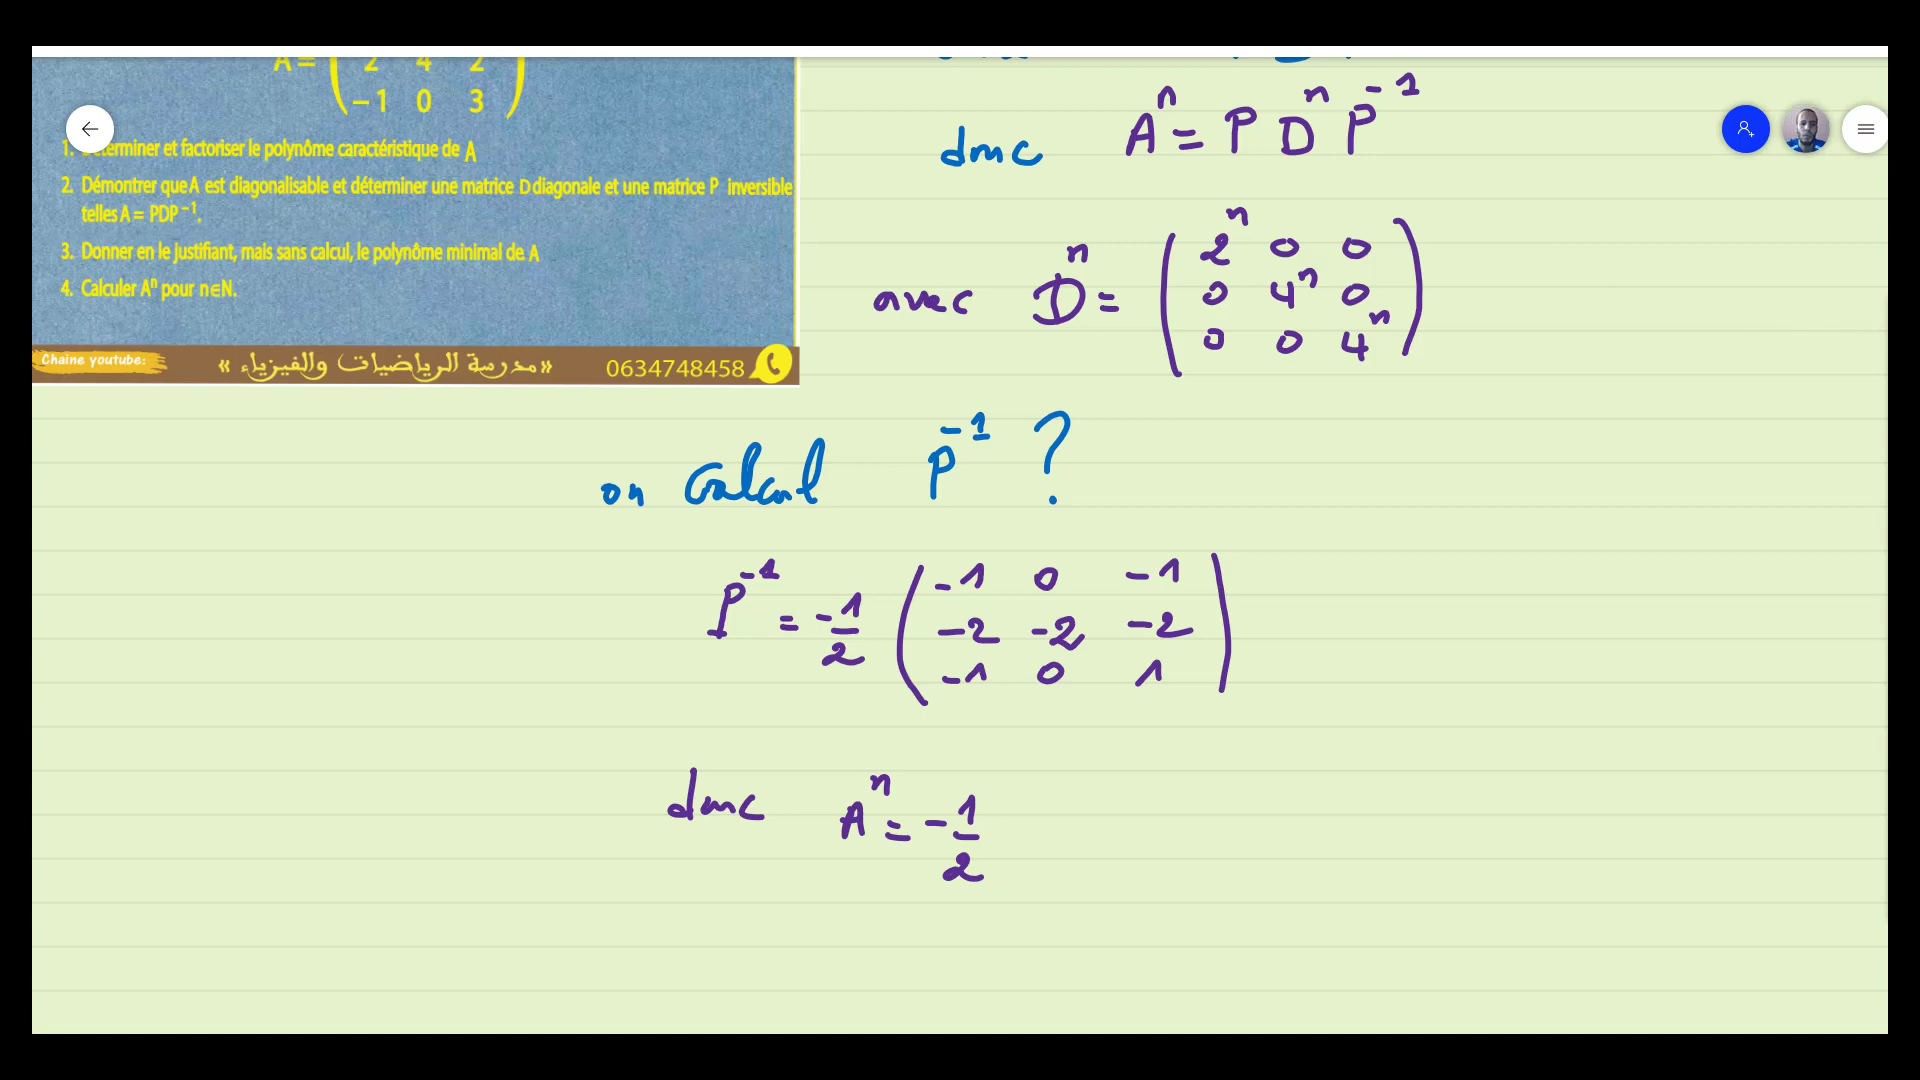 A = ( 2 4 2
−1 0 3 )
1. Déterminer et factoriser le polynôme caractéristique de A
2. Démontrer que A est diagonalisable et déterminer une matrice D diagonale et une matrice P inversible
telles A = PDP⁻¹.
3. Donner en le justifiant, mais sans calcul, le polynôme minimal de A
4. Calculer Aⁿ pour n∈N.
Chaine youtube: « مدرسة الرياضيات والفيزياء » 0634748458
donc Aⁿ = P Dⁿ P⁻¹
avec Dⁿ = ( 2ⁿ 0 0
0 4ⁿ 0
0 0 4ⁿ )
on calcul P⁻¹ ?
P⁻¹ = -1/2 ( -1 0 -1
-2 -2 -2
-1 0 1 )
donc Aⁿ = -1/2